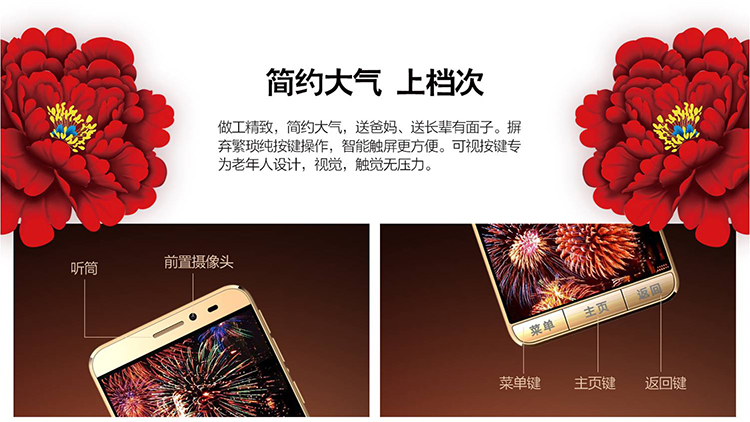 简约大气 上档次
做工精致，简约大气，送爸妈、送长辈有面子。摒
弃繁琐纯按键操作，智能触屏更方便。可视按键专
为老年人设计，视觉，触觉无压力。
听筒
前置摄像头
菜单 主页 返回
菜单键 主页键 返回键